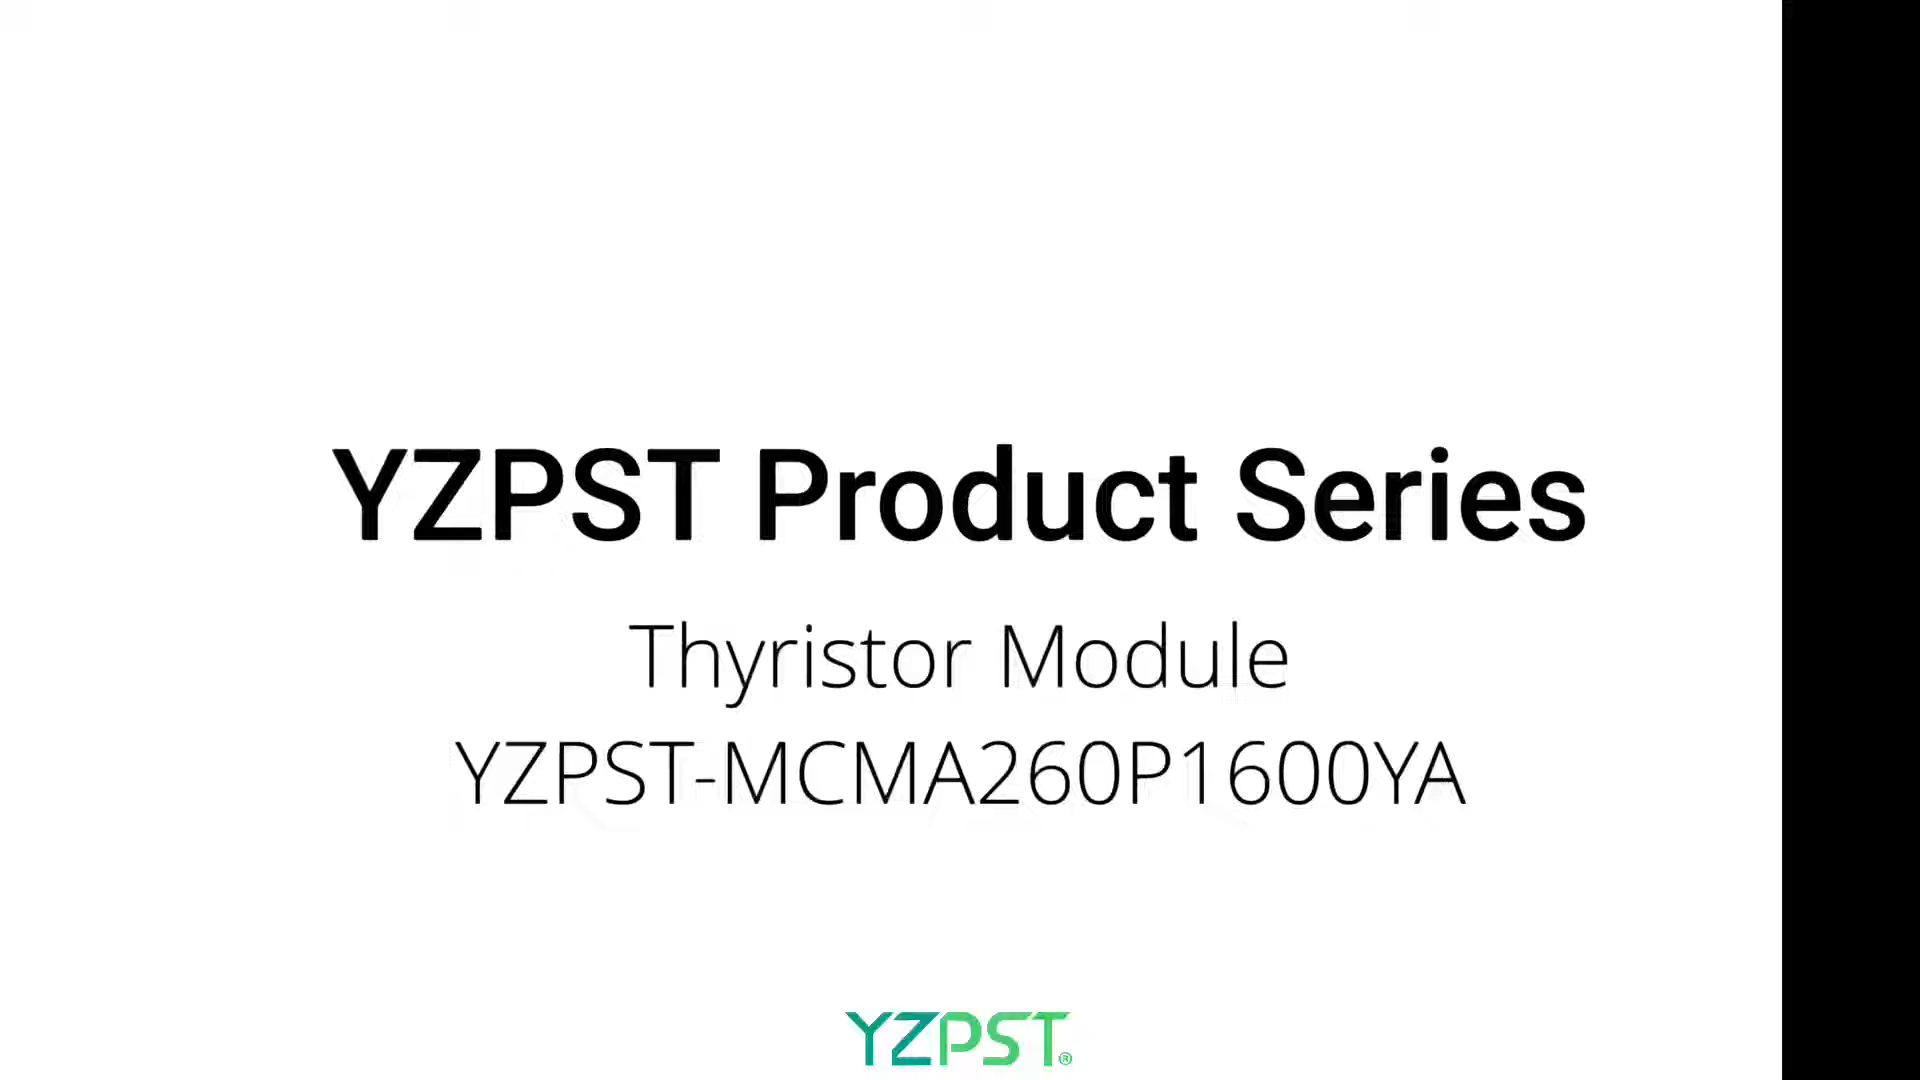 YZPST Product Series
Thyristor Module
YZPST-MCMA260P1600YA
YZPST®